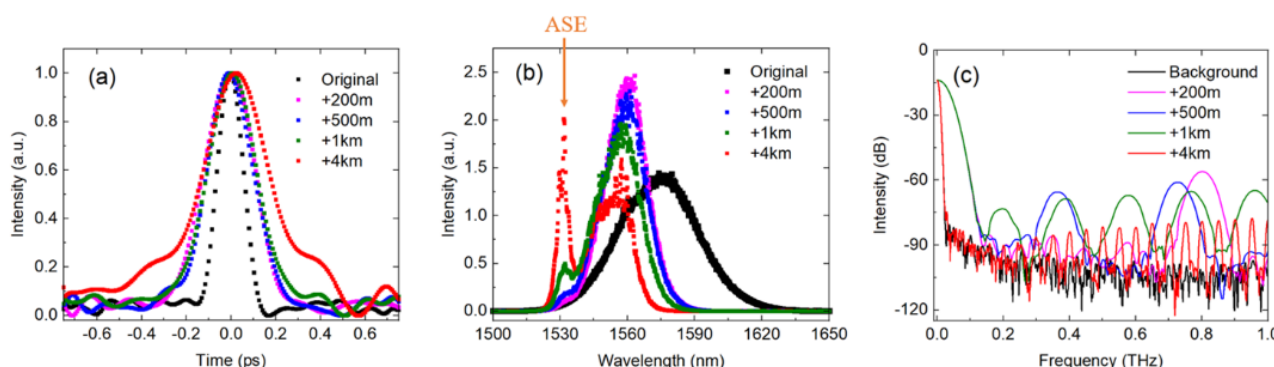 ASE
(a)
Original
+200m
+500m
+1km
+4km
1.0
0.8
0.6
0.4
0.2
0.0
-0.6 -0.4 -0.2 0.0 0.2 0.4 0.6
Time (ps)
Intensity (a.u.)
(b)
Original
+200m
+500m
+1km
+4km
2.5
2.0
1.5
1.0
0.5
0.0
1500 1530 1560 1590 1620 1650
Wavelength (nm)
Intensity (a.u.)
(c)
Background
+200m
+500m
+1km
+4km
0
-30
-60
-90
-120
0.0 0.2 0.4 0.6 0.8 1.0
Frequency (THz)
Intensity (dB)